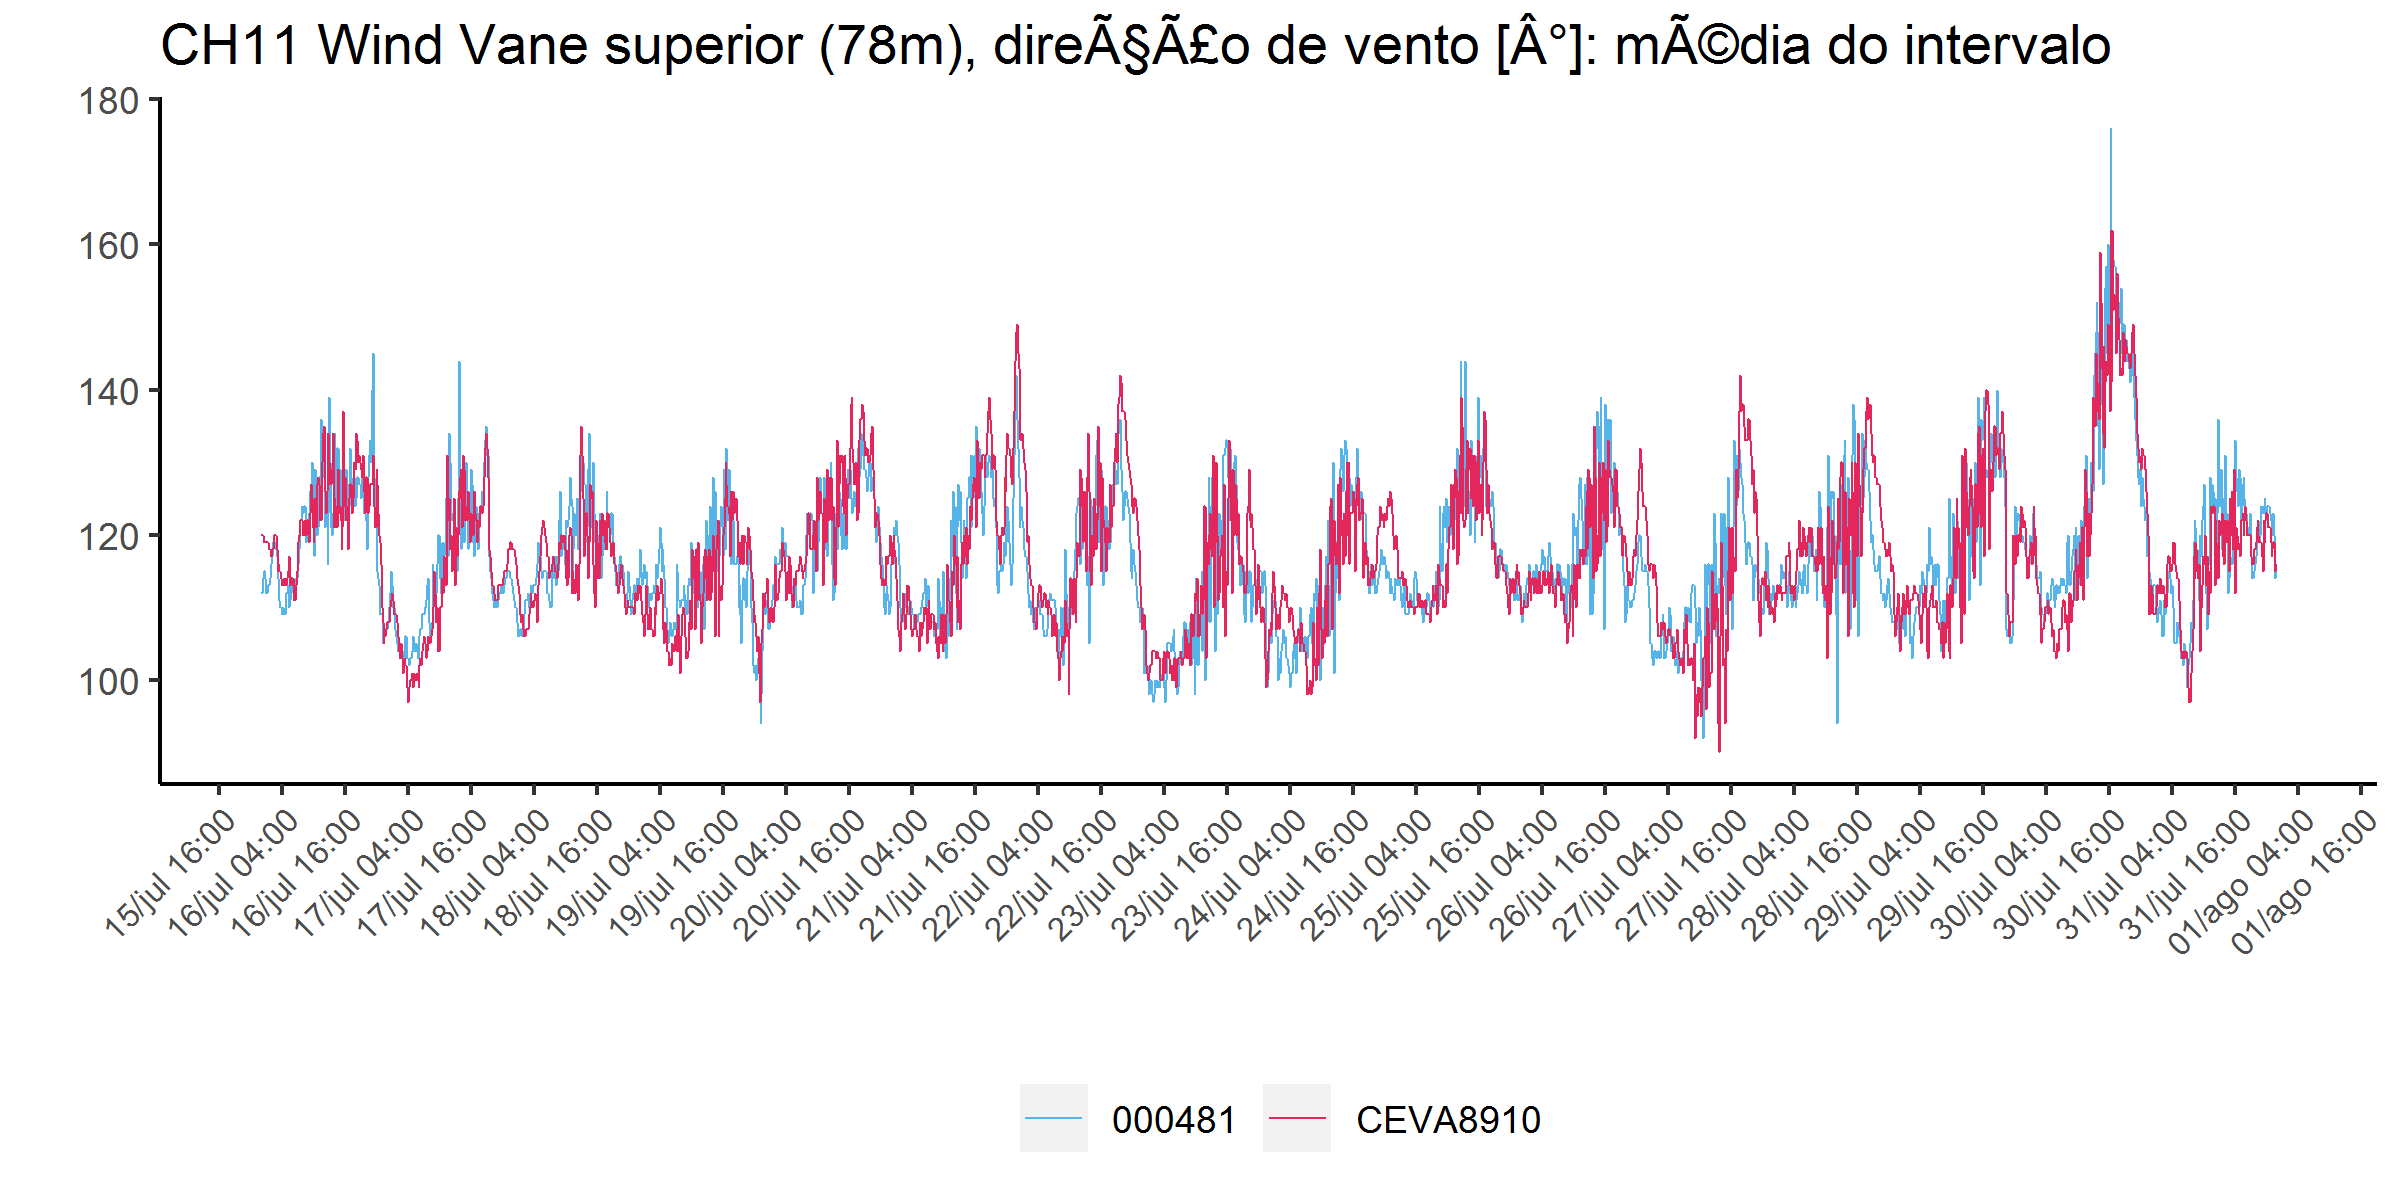 CH11 Wind Vane superior (78m), direÃ§Ã£o de vento [Â°]: mÃ©dia do intervalo
180
160
140
120
100
15/jul 16:00
16/jul 04:00
16/jul 16:00
17/jul 04:00
17/jul 16:00
18/jul 04:00
18/jul 16:00
19/jul 04:00
19/jul 16:00
20/jul 04:00
20/jul 16:00
21/jul 04:00
21/jul 16:00
22/jul 04:00
22/jul 16:00
23/jul 04:00
23/jul 16:00
24/jul 04:00
24/jul 16:00
25/jul 04:00
25/jul 16:00
26/jul 04:00
26/jul 16:00
27/jul 04:00
27/jul 16:00
28/jul 04:00
28/jul 16:00
29/jul 04:00
29/jul 16:00
30/jul 04:00
30/jul 16:00
31/jul 04:00
31/jul 16:00
01/ago 04:00
01/ago 16:00
000481 CEVA8910